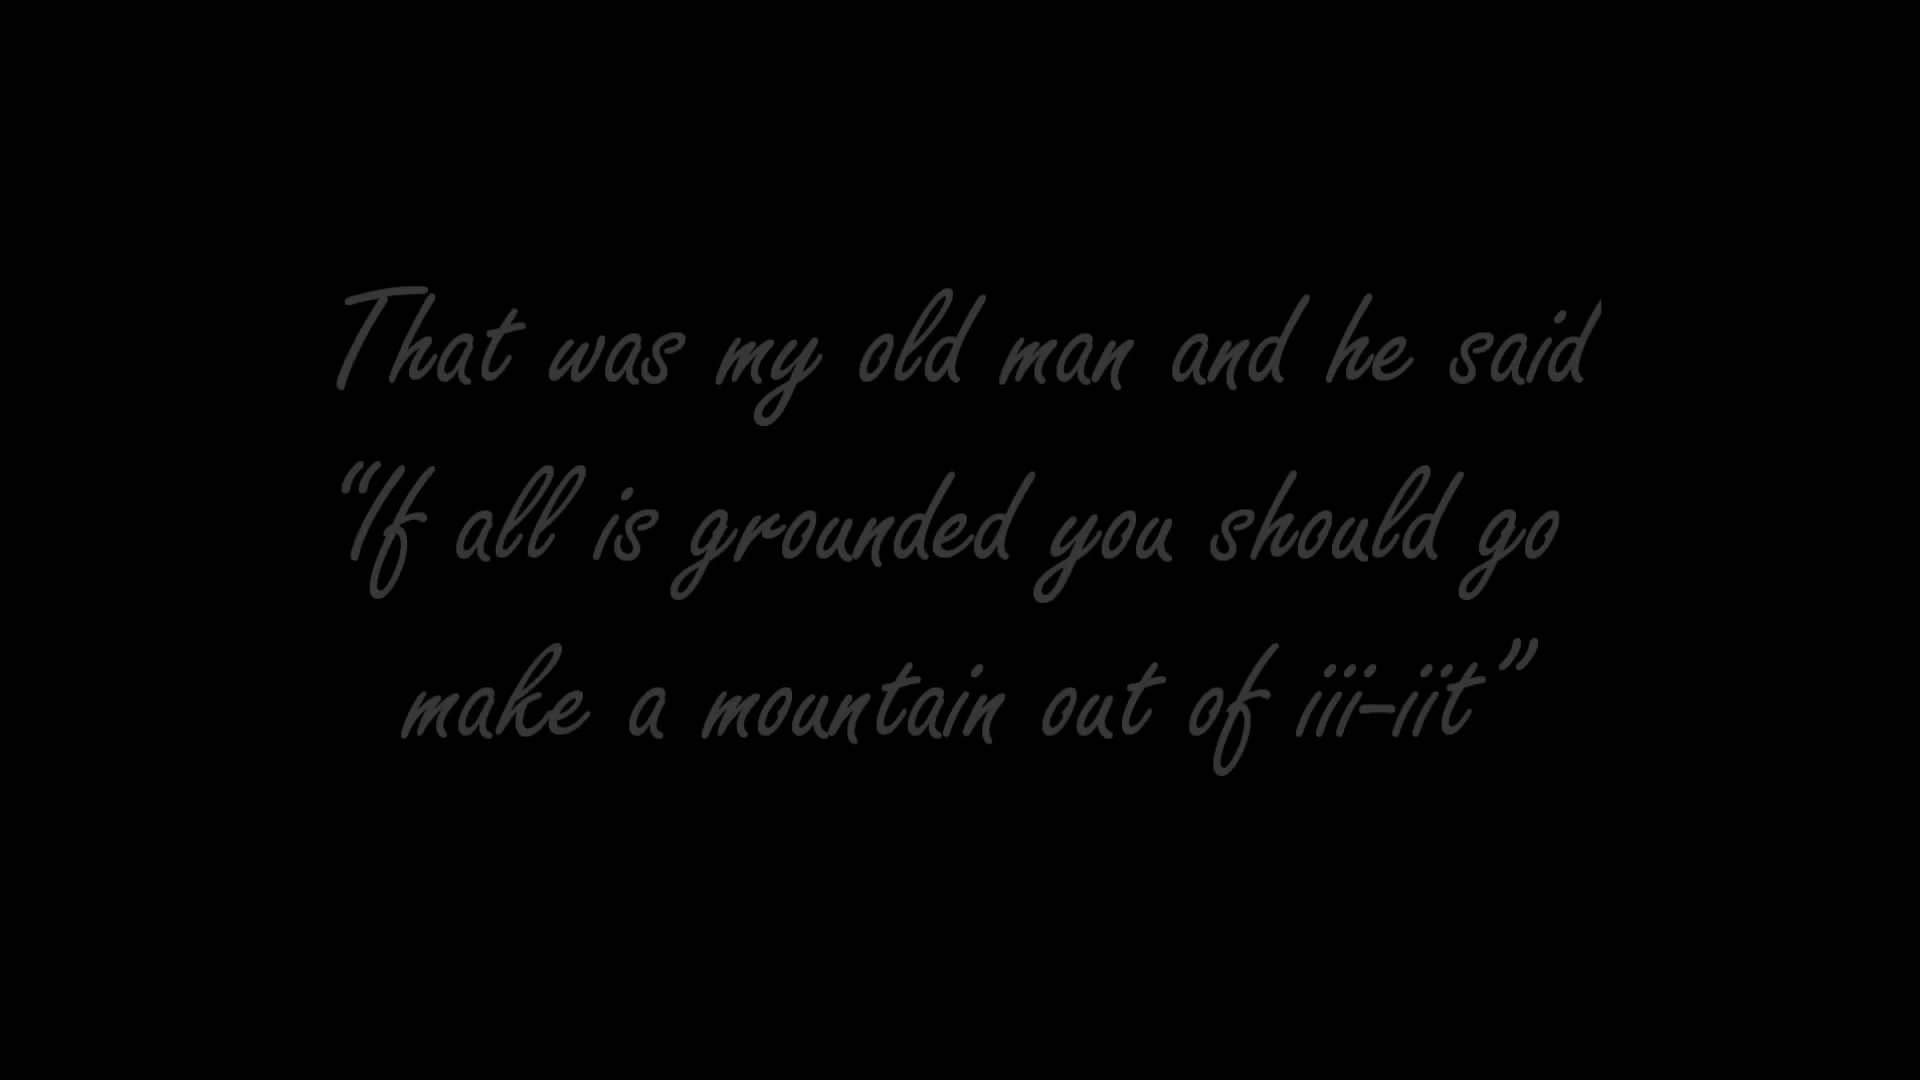 That was my old man and he said
“If all is grounded you should go
make a mountain out of iii-iit”